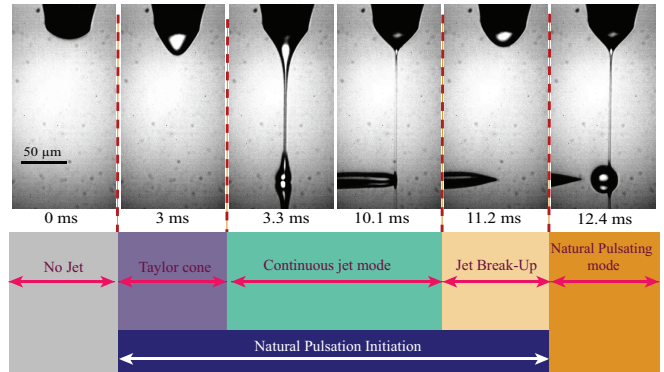 50 µm
0 ms
3 ms
3.3 ms
10.1 ms
11.2 ms
12.4 ms
No Jet
Taylor cone
Continuous jet mode
Jet Break-Up
Natural Pulsating
mode
Natural Pulsation Initiation